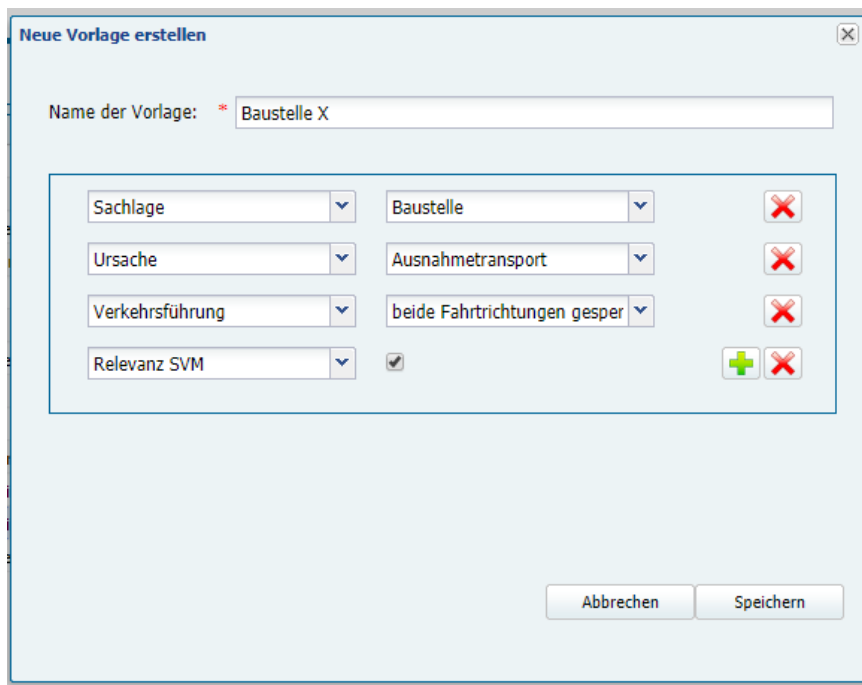 Neue Vorlage erstellen
Name der Vorlage: * Baustelle X
Sachlage Baustelle
Ursache Ausnahmetransport
Verkehrsführung beide Fahrtrichtungen gesper
Relevanz SVM
Abbrechen Speichern